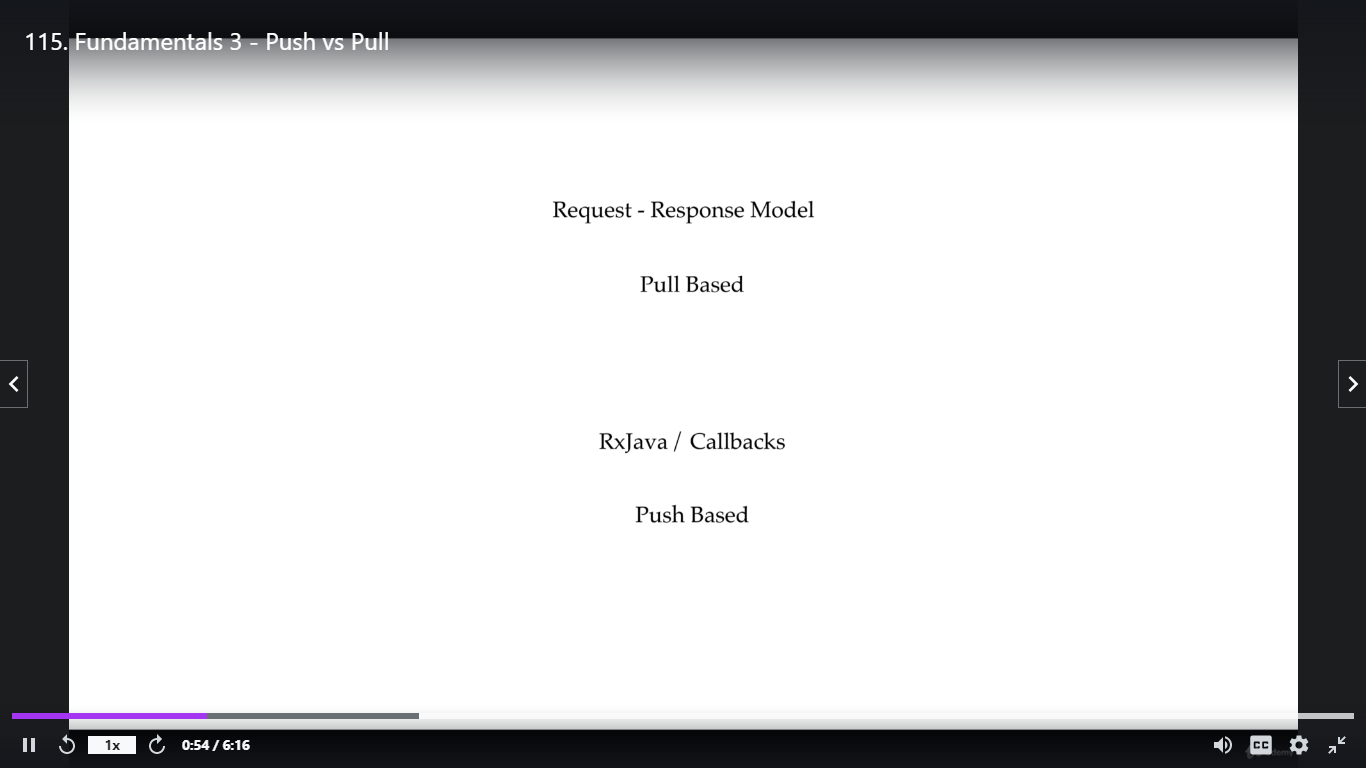 115. Fundamentals 3 - Push vs Pull
Request - Response Model
Pull Based
RxJava / Callbacks
Push Based
1x
0:54 / 6:16
CC